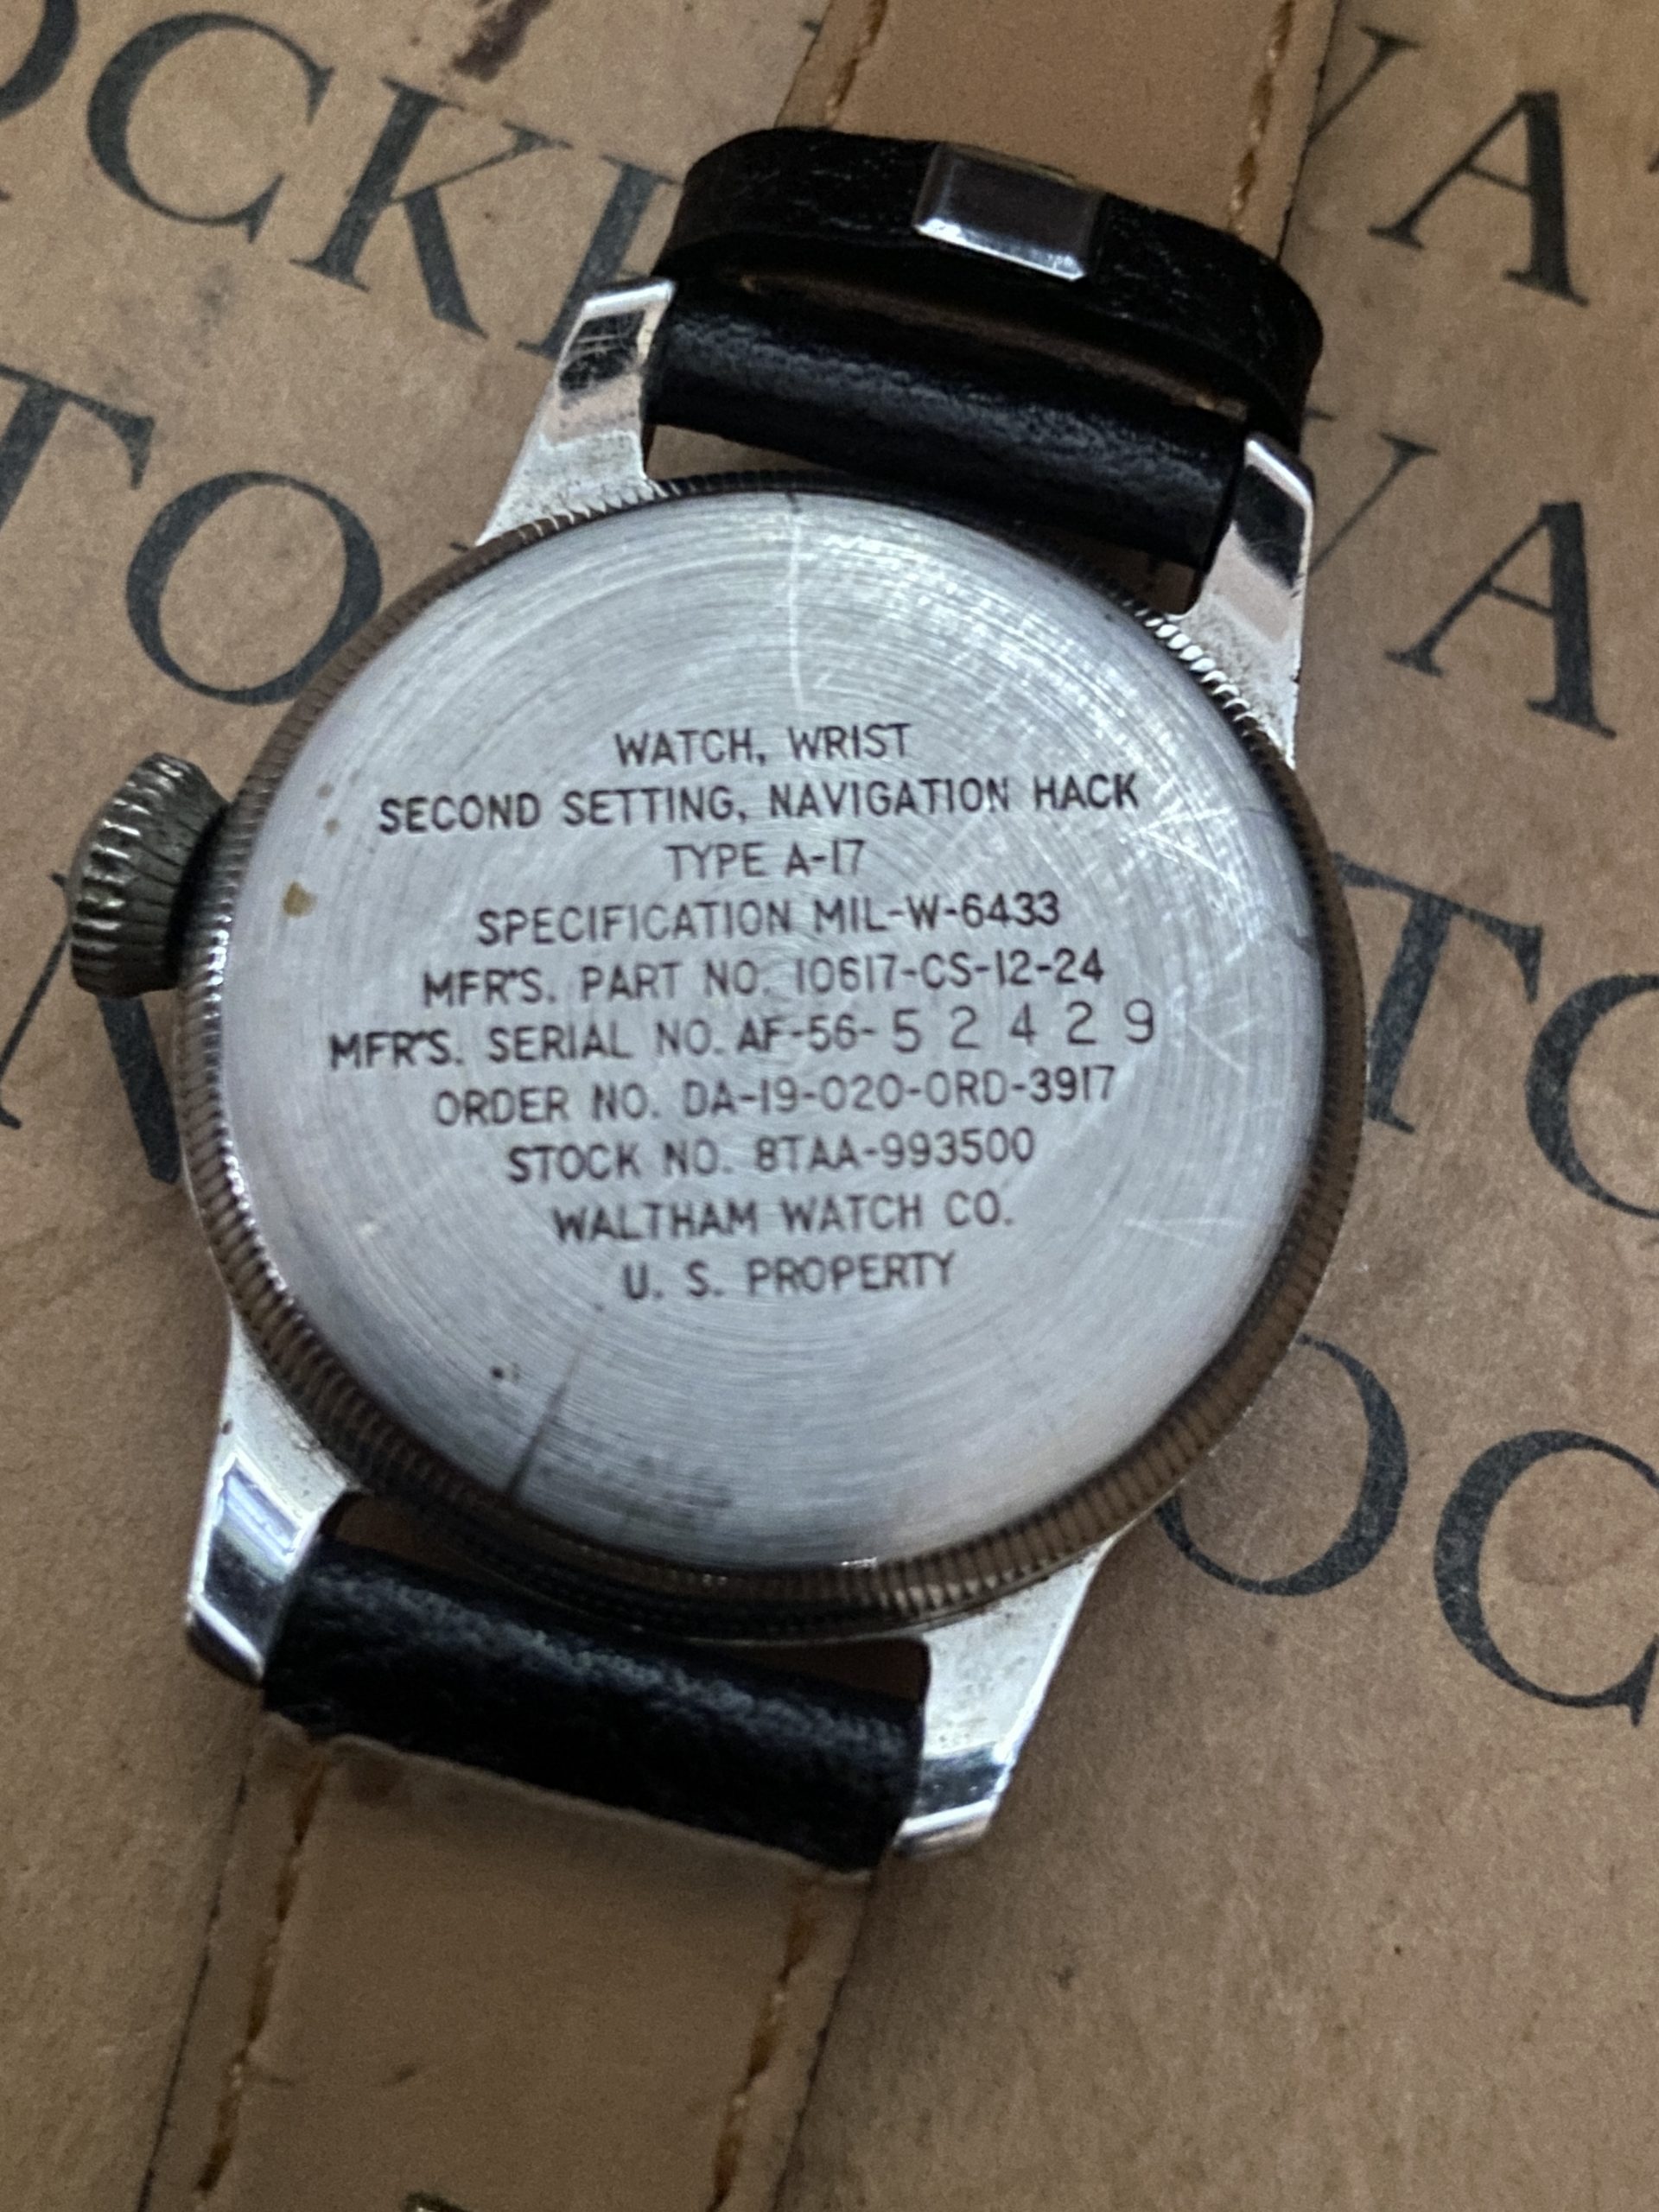 WATCH, WRIST
SECOND SETTING, NAVIGATION HACK
TYPE A-17
SPECIFICATION MIL-W-6433
MFR'S. PART NO. 10617-CS-12-24
MFR'S. SERIAL NO. AF-56-52429
ORDER NO. DA-19-020-ORD-3917
STOCK NO. 8TAA-993500
WALTHAM WATCH CO.
U. S. PROPERTY